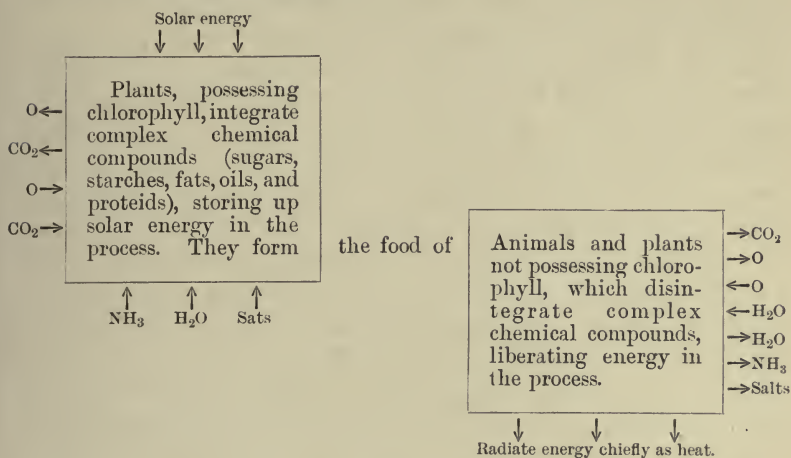 Solar energy
↓ ↓ ↓
Plants, possessing
O← chlorophyll, integrate
complex chemical
CO₂← compounds (sugars,
O→ starches, fats, oils, and
proteids), storing up
CO₂→ solar energy in the
process. They form the food of
↑ ↑ ↑
NH₃ H₂O Sats
Animals and plants →CO₂
not possessing chloro- →O
phyll, which disin- ←O
tegrate complex ←H₂O
chemical compounds, →H₂O
liberating energy in →NH₃
the process. →Salts
↓ ↓ ↓
Radiate energy chiefly as heat.